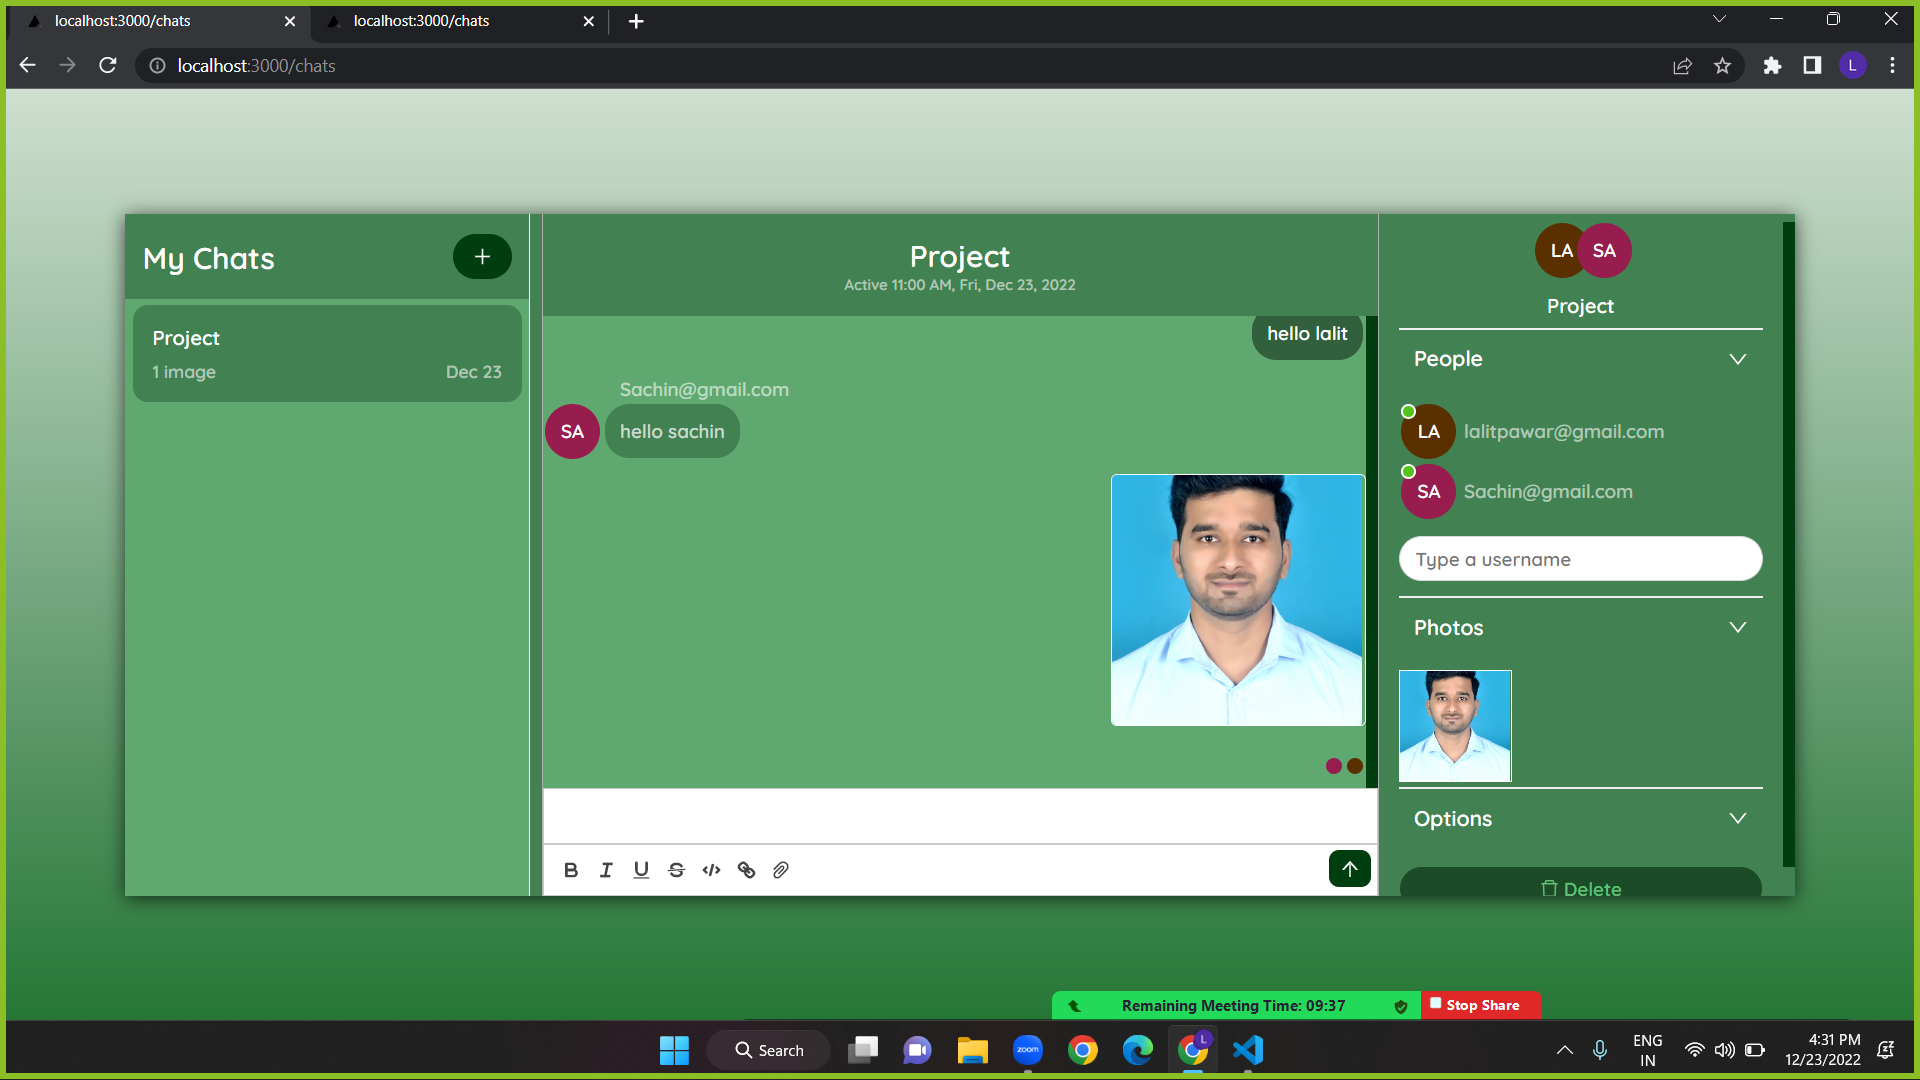 localhost:3000/chats
localhost:3000/chats
localhost:3000/chats
L
My Chats
+
Project
1 image
Dec 23
Project
Active 11:00 AM, Fri, Dec 23, 2022
hello lalit
Sachin@gmail.com
SA
hello sachin
B I U S </>
LA SA
Project
People
LA
lalitpawar@gmail.com
SA
Sachin@gmail.com
Type a username
Photos
Options
Delete
Remaining Meeting Time: 09:37
Stop Share
Search
zoom
L
ENG
IN
4:31 PM
12/23/2022